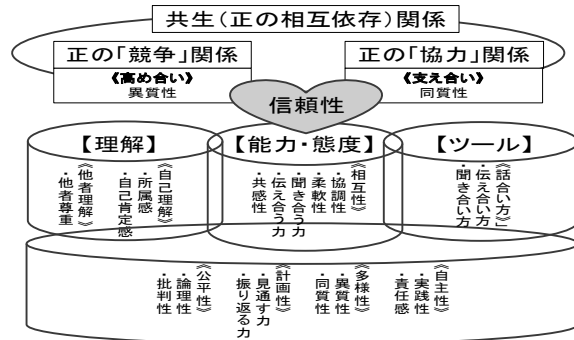 共生(正の相互依存)関係
正の「競争」関係
《高め合い》
異質性
正の「協力」関係
《支え合い》
同質性
信頼性
【理解】
【能力・態度】
【ツール】
《自己理解》
・所属感
・自己肯定感
《他者理解》
・他者尊重
《相互性》
・協調性
・柔軟性
・聞き合う力
・伝え合う力
・共感性
《話合い方》」
・伝え合い方
・聞き合い方
《自主性》
・実践性
・責任感
《多様性》
・異質性
・同質性
《計画性》
・見通す力
・振り返る力
《公平性》
・論理性
・批判性